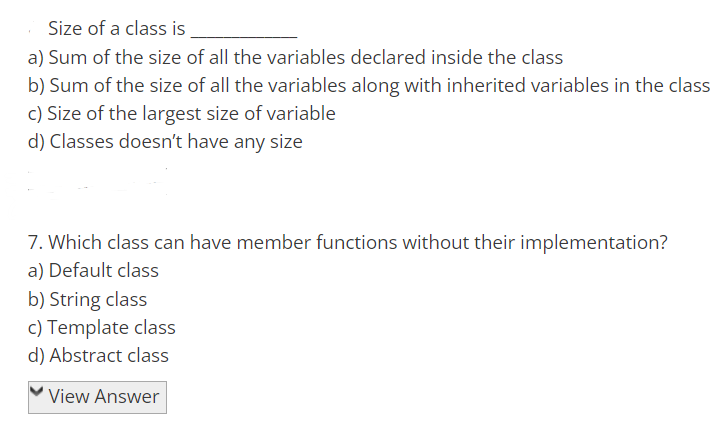 Size of a class is _____________
a) Sum of the size of all the variables declared inside the class
b) Sum of the size of all the variables along with inherited variables in the class
c) Size of the largest size of variable
d) Classes doesn’t have any size
7. Which class can have member functions without their implementation?
a) Default class
b) String class
c) Template class
d) Abstract class
View Answer